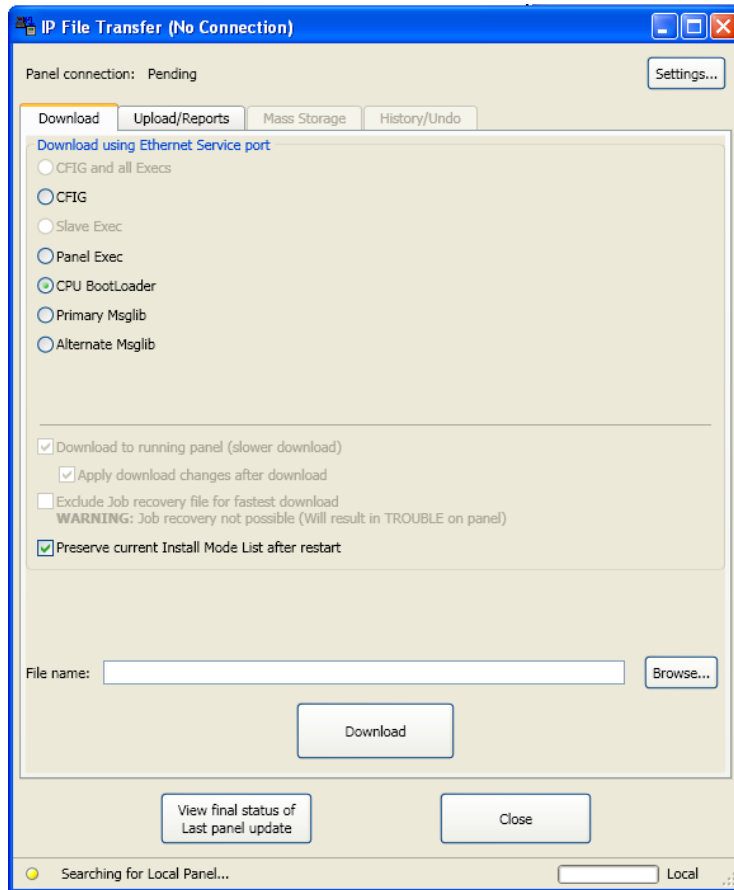 IP File Transfer (No Connection)
Panel connection: Pending
Settings...
Download
Upload/Reports
Mass Storage
History/Undo
Download using Ethernet Service port
CFIG and all Execs
CFIG
Slave Exec
Panel Exec
CPU BootLoader
Primary Msglib
Alternate Msglib
Download to running panel (slower download)
Apply download changes after download
Exclude Job recovery file for fastest download
WARNING: Job recovery not possible (Will result in TROUBLE on panel)
Preserve current Install Mode List after restart
File name:
Browse...
Download
View final status of
Last panel update
Close
Searching for Local Panel...
Local